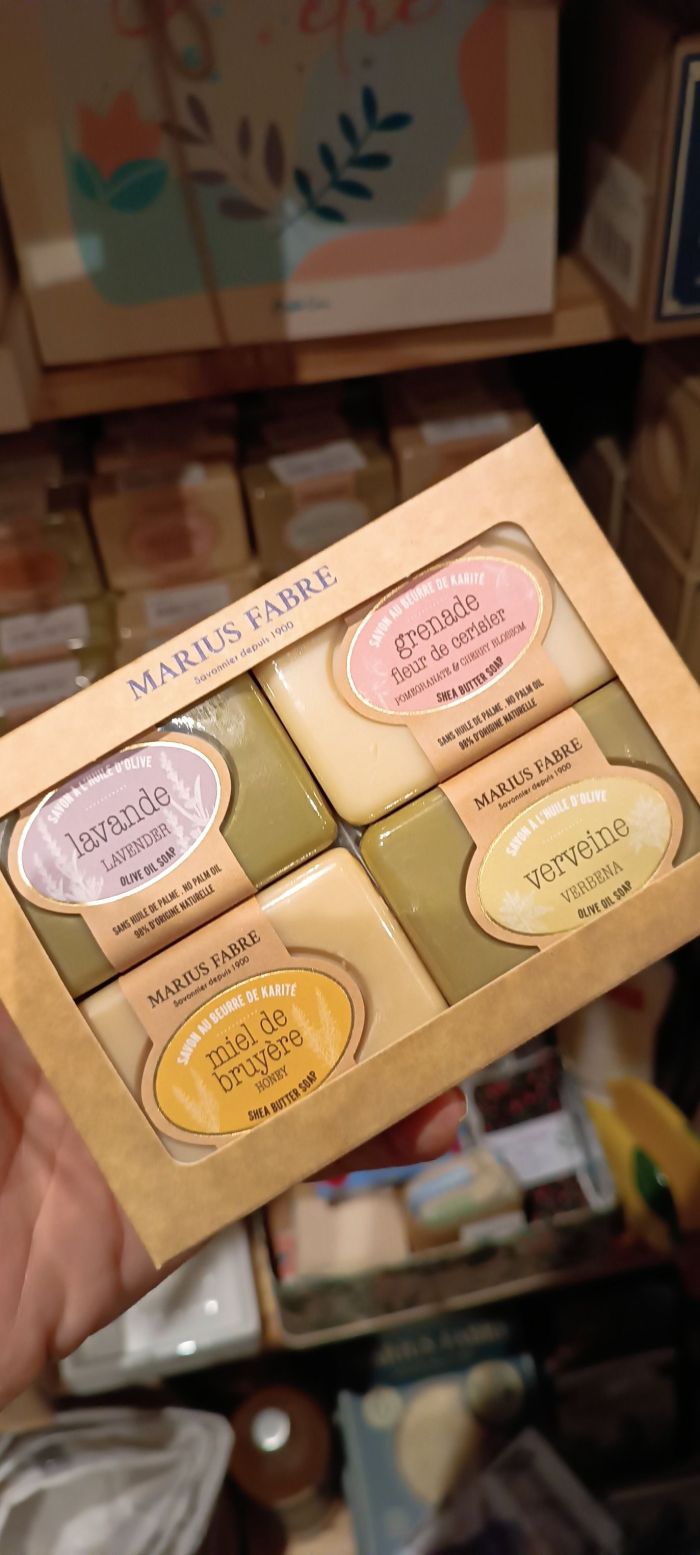 MARIUS FABRE
Savonnier depuis 1900
SAVON AU BEURRE DE KARITÉ
grenade
fleur de cerisier
POMEGRANATE & CHERRY BLOSSOM
SHEA BUTTER SOAP
SANS HUILE DE PALME . NO PALM OIL
98% D'ORIGINE NATURELLE
SAVON À L'HUILE D'OLIVE
lavande
LAVENDER
OLIVE OIL SOAP
SANS HUILE DE PALME . NO PALM OIL
98% D'ORIGINE NATURELLE
MARIUS FABRE
Savonnier depuis 1900
SAVON À L'HUILE D'OLIVE
verveine
VERBENA
OLIVE OIL SOAP
MARIUS FABRE
Savonnier depuis 1900
SAVON AU BEURRE DE KARITÉ
miel de
bruyère
HONEY
SHEA BUTTER SOAP